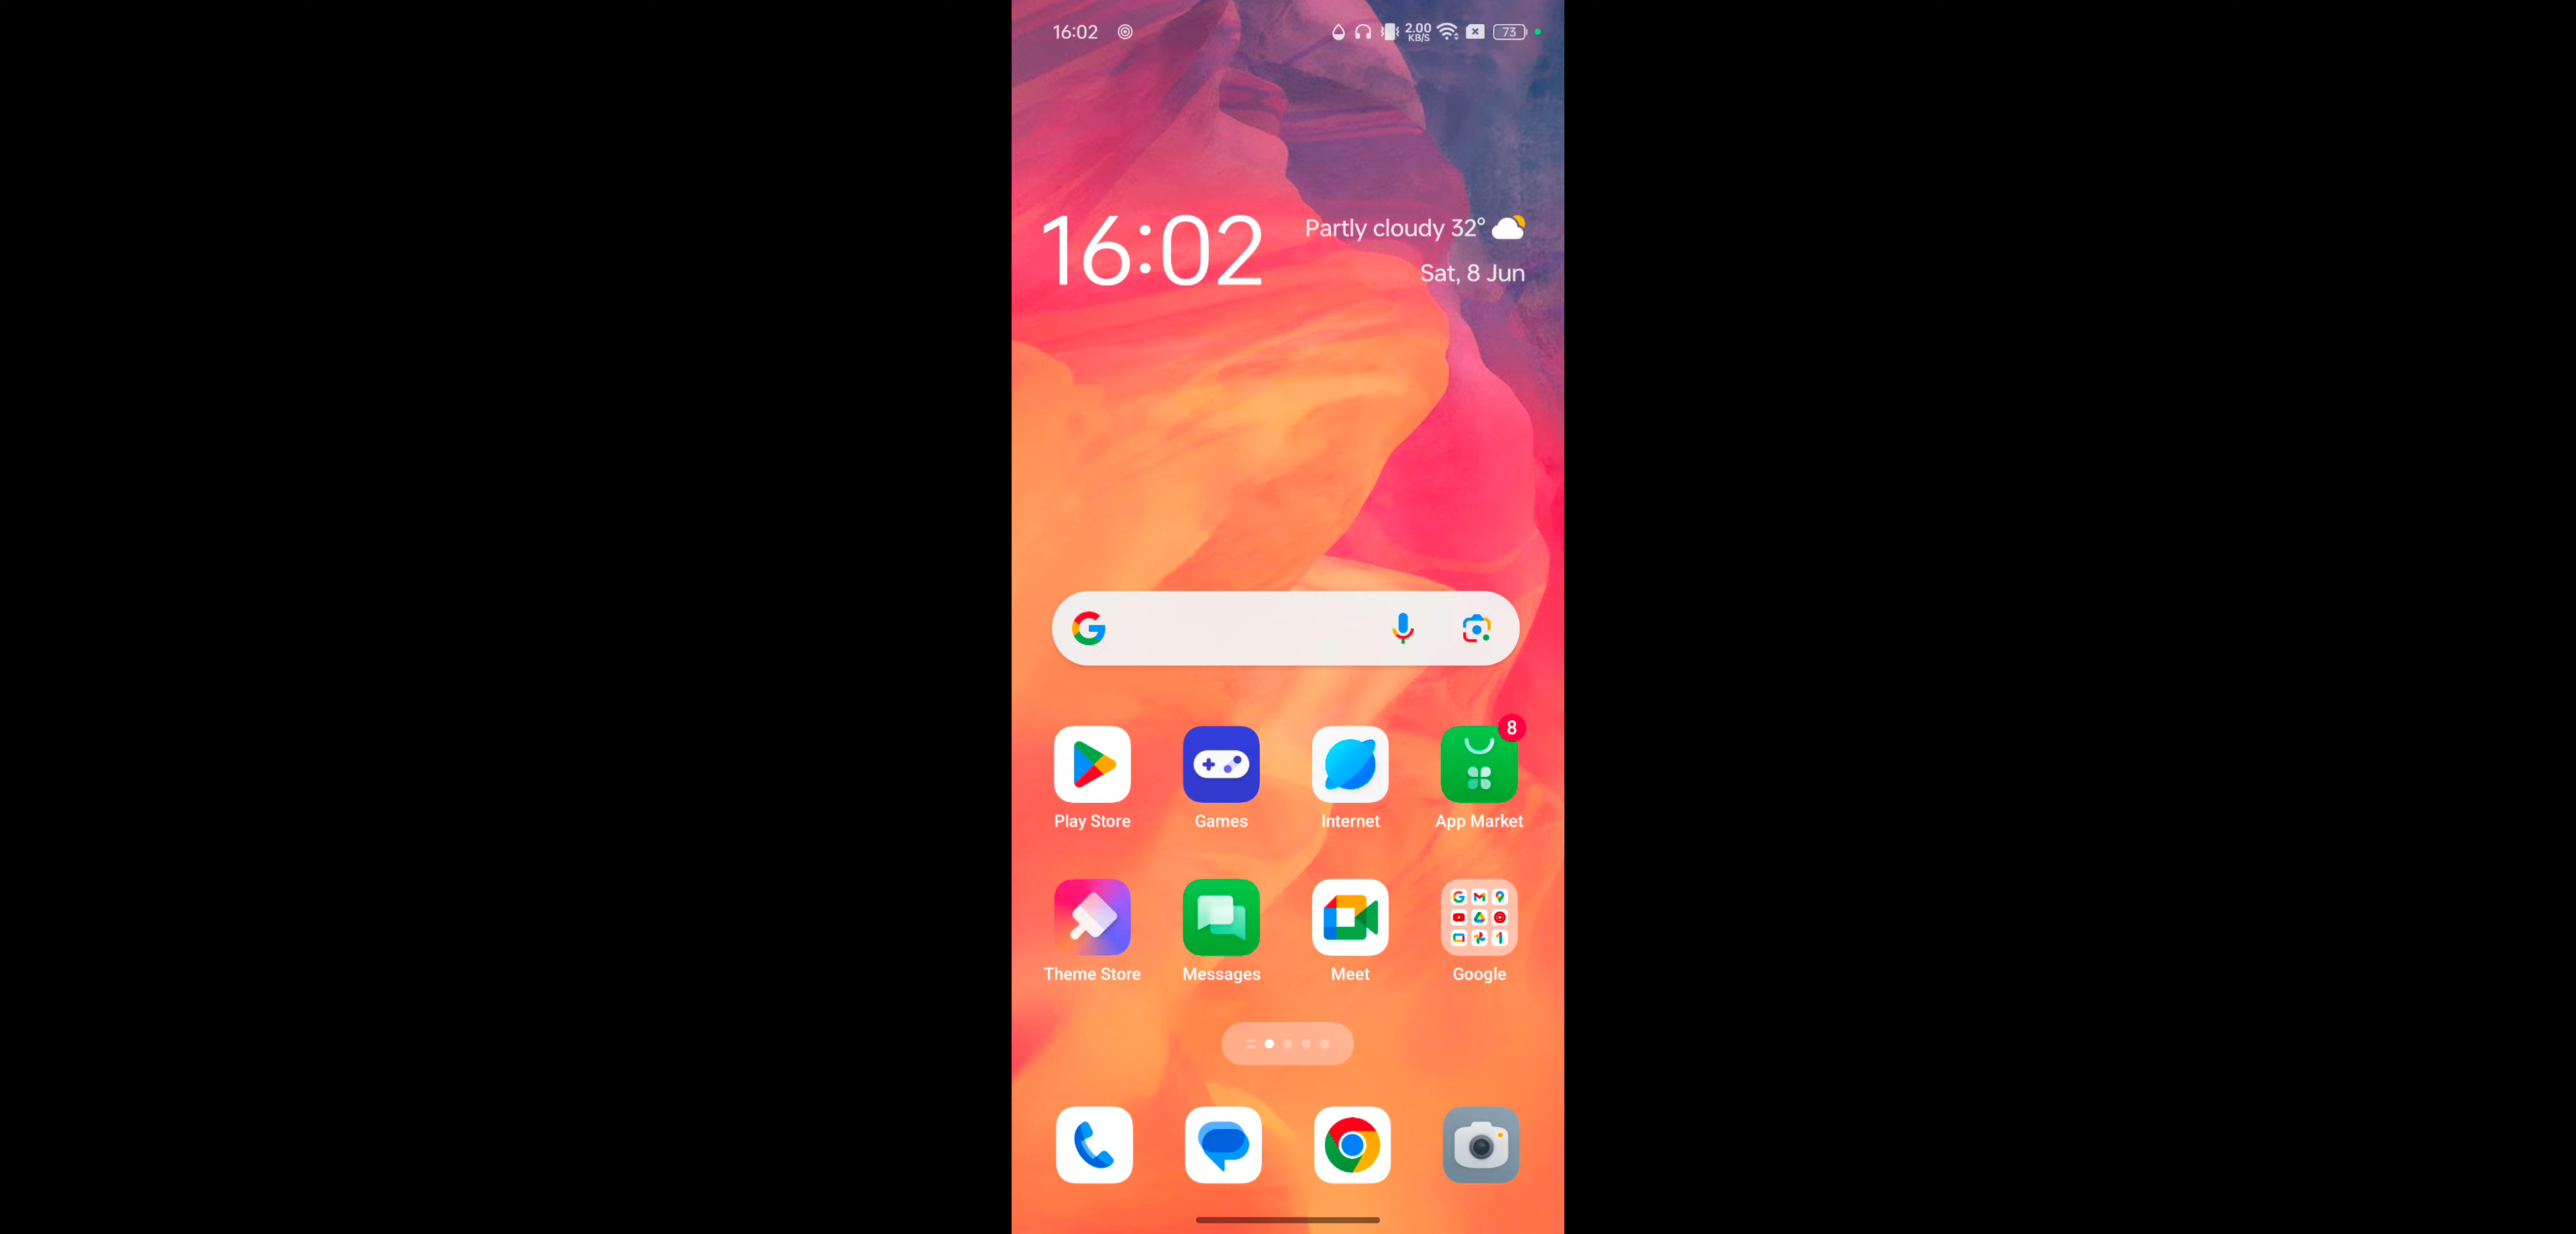 16:02
2.00
KB/S
73
16:02
Partly cloudy 32°
Sat, 8 Jun
8
Play Store
Games
Internet
App Market
Theme Store
Messages
Meet
Google